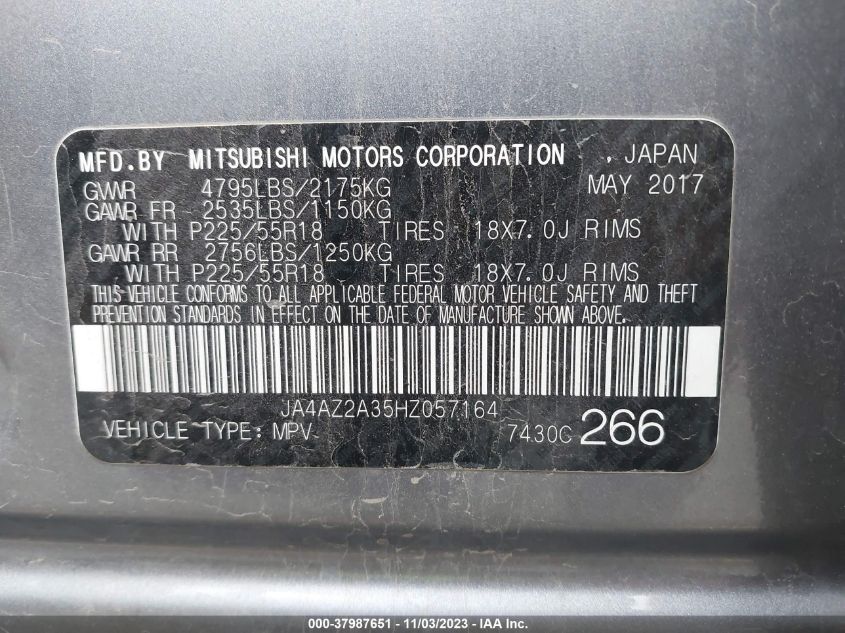 MFD.BY MITSUBISHI MOTORS CORPORATION , JAPAN
GVWR 4795LBS/2175KG MAY 2017
GAWR FR 2535LBS/1150KG
WITH P225/55R18 TIRES 18X7.0J RIMS
GAWR RR 2756LBS/1250KG
WITH P225/55R18 TIRES 18X7.0J RIMS
THIS VEHICLE CONFORMS TO ALL APPLICABLE FEDERAL MOTOR VEHICLE SAFETY AND THEFT
PREVENTION STANDARDS IN EFFECT ON THE DATE OF MANUFACTURE SHOWN ABOVE.
JA4AZ2A35HZ057164
VEHICLE TYPE: MPV 7430C 266
000-37987651 - 11/03/2023 - IAA Inc.